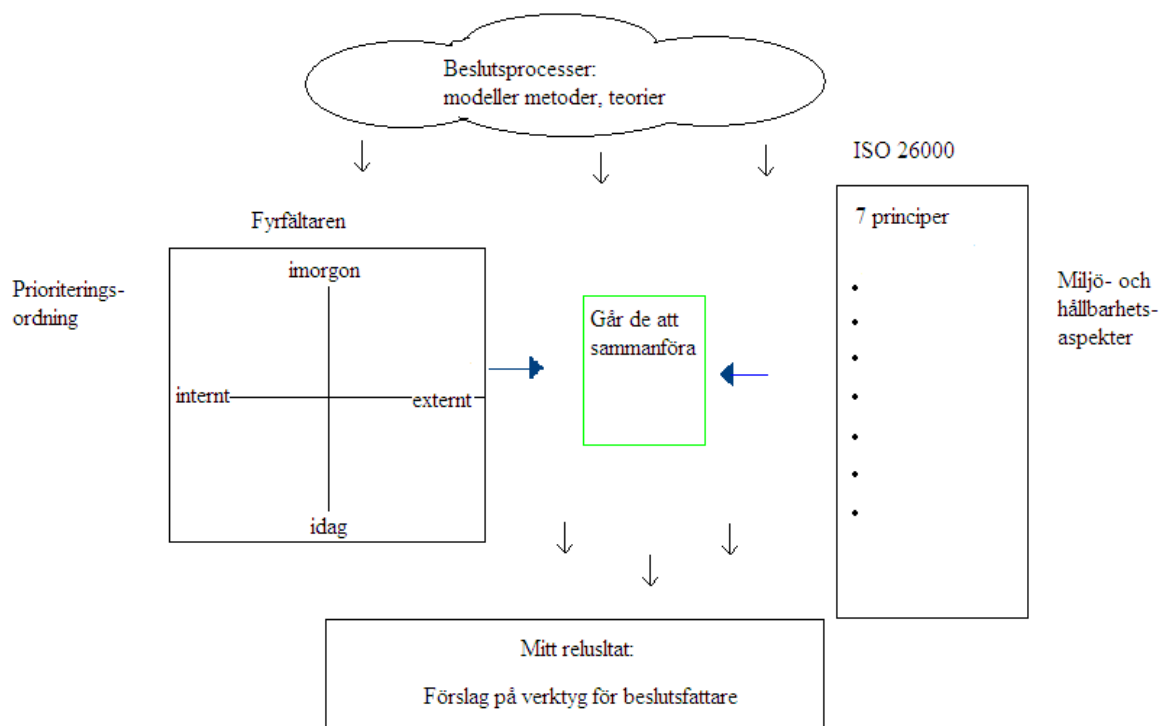 Beslutsprocesser:
modeller metoder, teorier
ISO 26000
7 principer
Fyrfältaren
imorgon
Prioriterings-
ordning
internt
externt
idag
Går de att
sammanföra
Miljö- och
hållbarhets-
aspekter
Mitt relusltat:
Förslag på verktyg för beslutsfattare